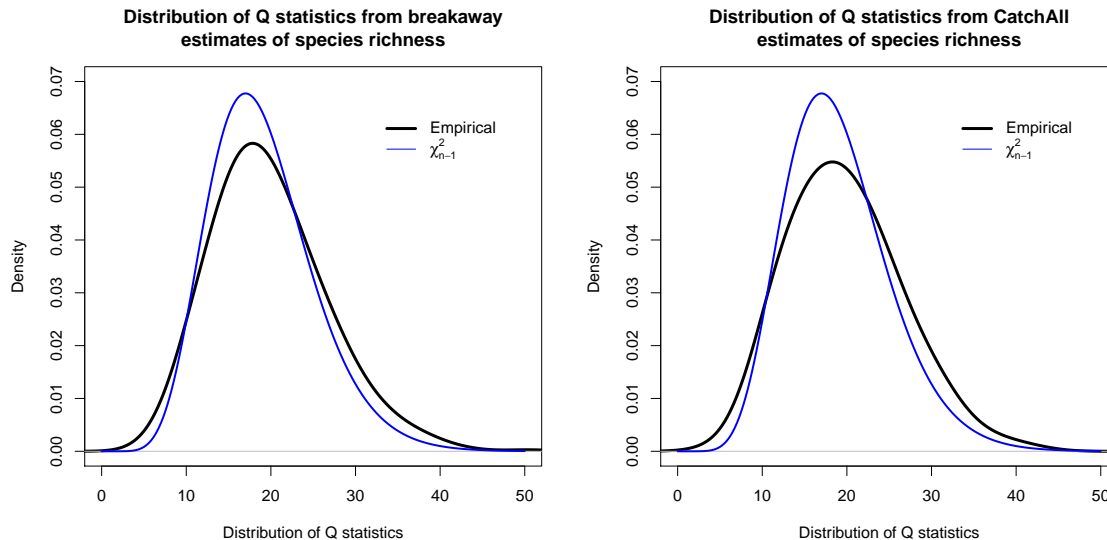 Distribution of Q statistics from breakaway
estimates of species richness
0.07
0.06
0.05
0.04
0.03
0.02
0.01
0.00
Density
Empirical
χ²ₙ₋₁
0 10 20 30 40 50
Distribution of Q statistics
Distribution of Q statistics from CatchAll
estimates of species richness
0.07
0.06
0.05
0.04
0.03
0.02
0.01
0.00
Density
Empirical
χ²ₙ₋₁
0 10 20 30 40 50
Distribution of Q statistics